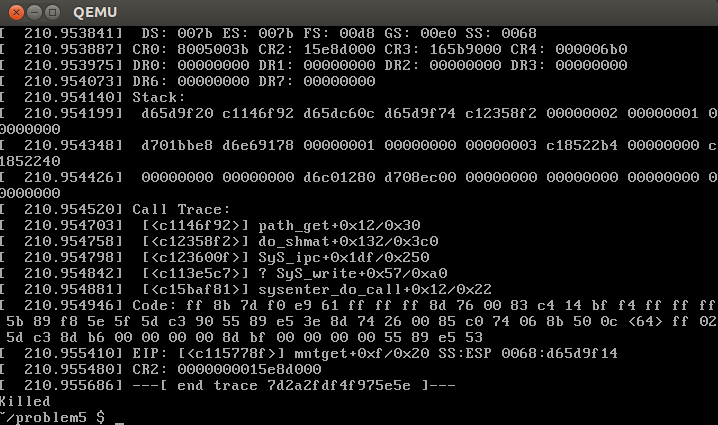 QEMU
[  210.953841]  DS: 007b ES: 007b FS: 00d8 GS: 00e0 SS: 0068
[  210.953887] CR0: 8005003b CR2: 15e8d000 CR3: 165b9000 CR4: 000006b0
[  210.953975] DR0: 00000000 DR1: 00000000 DR2: 00000000 DR3: 00000000
[  210.954073] DR6: 00000000 DR7: 00000000
[  210.954140] Stack:
[  210.954199]  d65d9f20 c1146f92 d65dc60c d65d9f74 c12358f2 00000002 00000001 0
0000000
[  210.954348]  d701bbe8 d6e69178 00000001 00000000 00000003 c18522b4 00000000 c
1852240
[  210.954426]  00000000 00000000 d6c01280 d708ec00 00000000 00000000 00000000 0
0000000
[  210.954520] Call Trace:
[  210.954703]  [<c1146f92>] path_get+0x12/0x30
[  210.954758]  [<c12358f2>] do_shmat+0x132/0x3c0
[  210.954798]  [<c123600f>] SyS_ipc+0x1df/0x250
[  210.954842]  [<c113e5c7>] ? SyS_write+0x57/0xa0
[  210.954881]  [<c15baf81>] sysenter_do_call+0x12/0x22
[  210.954946] Code: ff 8b 7d f0 e9 61 ff ff ff 8d 76 00 83 c4 14 bf f4 ff ff ff
5b 89 f8 5e 5f 5d c3 90 55 89 e5 3e 8d 74 26 00 85 c0 74 06 8b 50 0c <64> ff 02
5d c3 8d b6 00 00 00 00 8d bf 00 00 00 00 55 89 e5 53
[  210.955410] EIP: [<c115778f>] mntget+0xf/0x20 SS:ESP 0068:d65d9f14
[  210.955480] CR2: 0000000015e8d000
[  210.955686] ---[ end trace 7d2a2fdf4f975e5e ]---
Killed
~/problem5 $ _